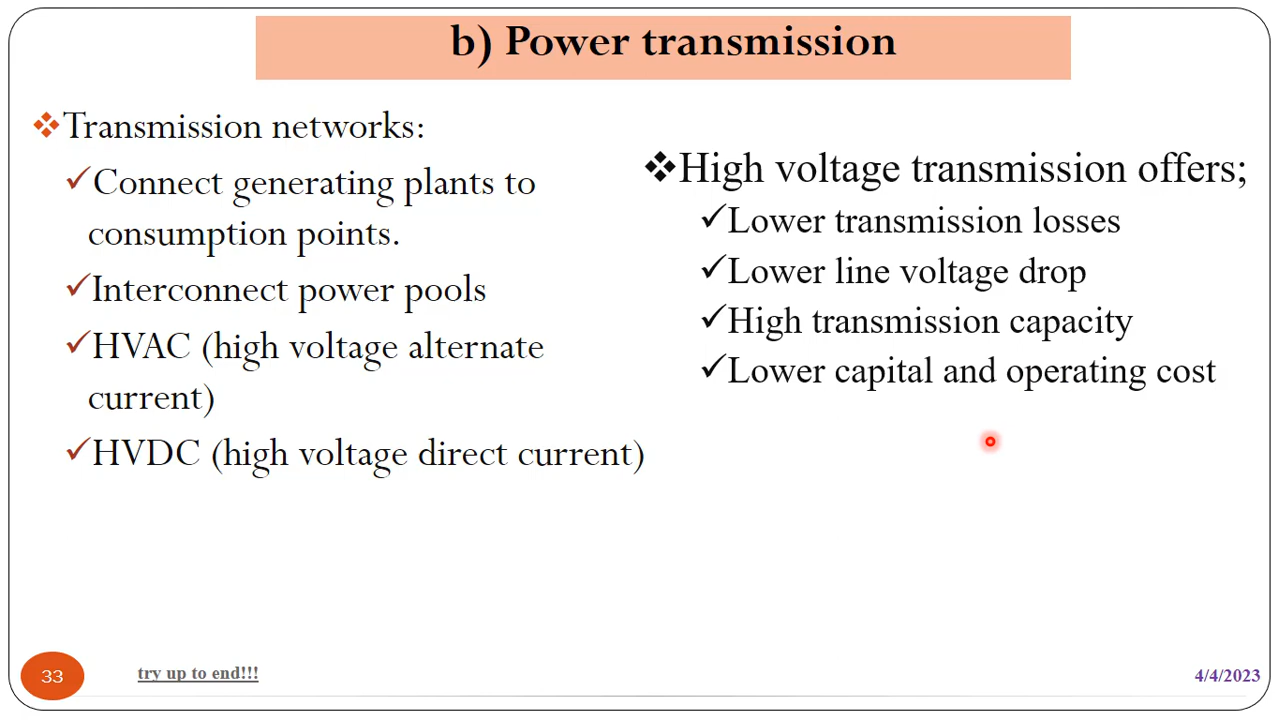 b) Power transmission
❖Transmission networks:
✓Connect generating plants to
consumption points.
✓Interconnect power pools
✓HVAC (high voltage alternate
current)
✓HVDC (high voltage direct current)
❖High voltage transmission offers;
✓Lower transmission losses
✓Lower line voltage drop
✓High transmission capacity
✓Lower capital and operating cost
33
try up to end!!!
4/4/2023